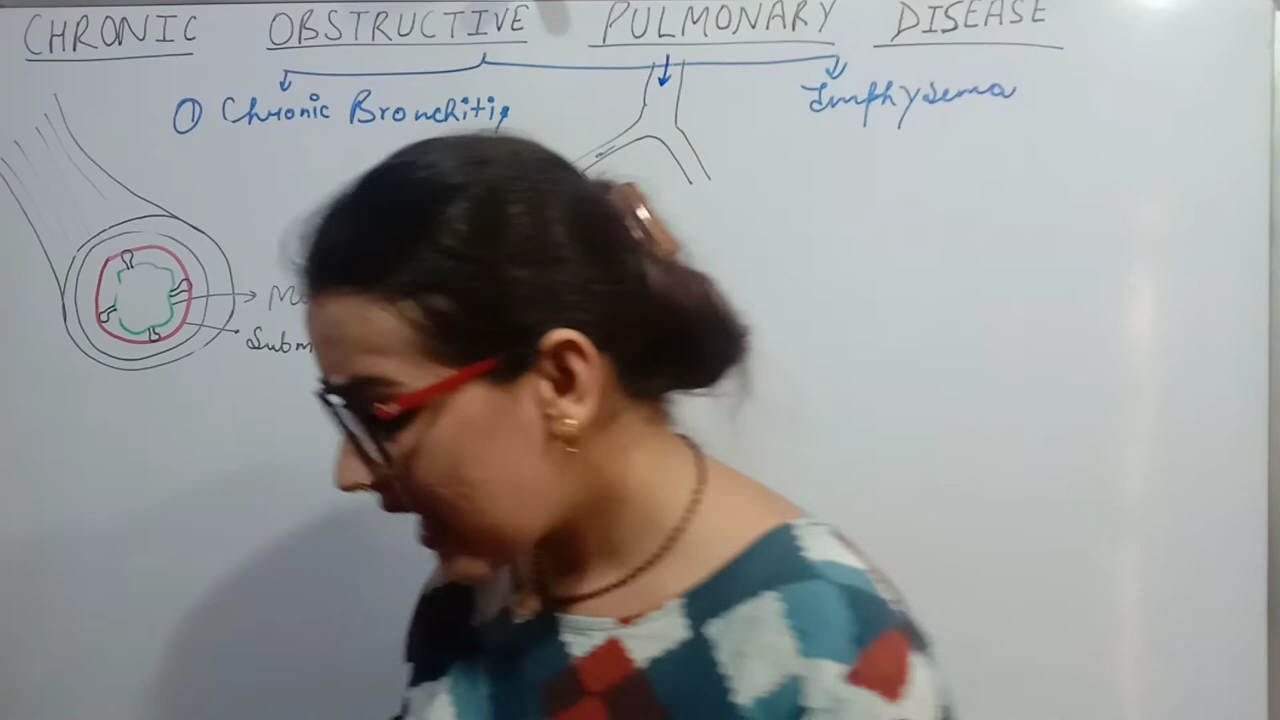 CHRONIC OBSTRUCTIVE PULMONARY DISEASE
① Chronic Bronchitis
Emphysema